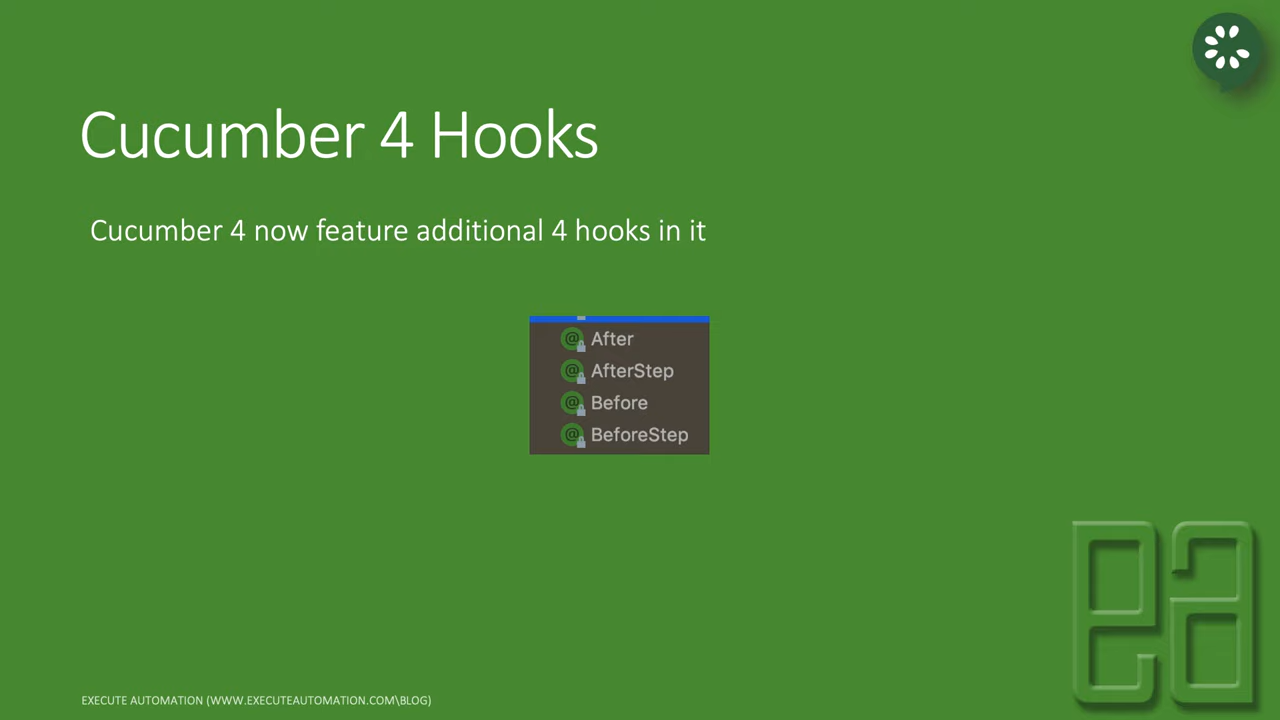 Cucumber 4 Hooks
Cucumber 4 now feature additional 4 hooks in it
@ After
@ AfterStep
@ Before
@ BeforeStep
ea
EXECUTE AUTOMATION (WWW.EXECUTEAUTOMATION.COM\BLOG)